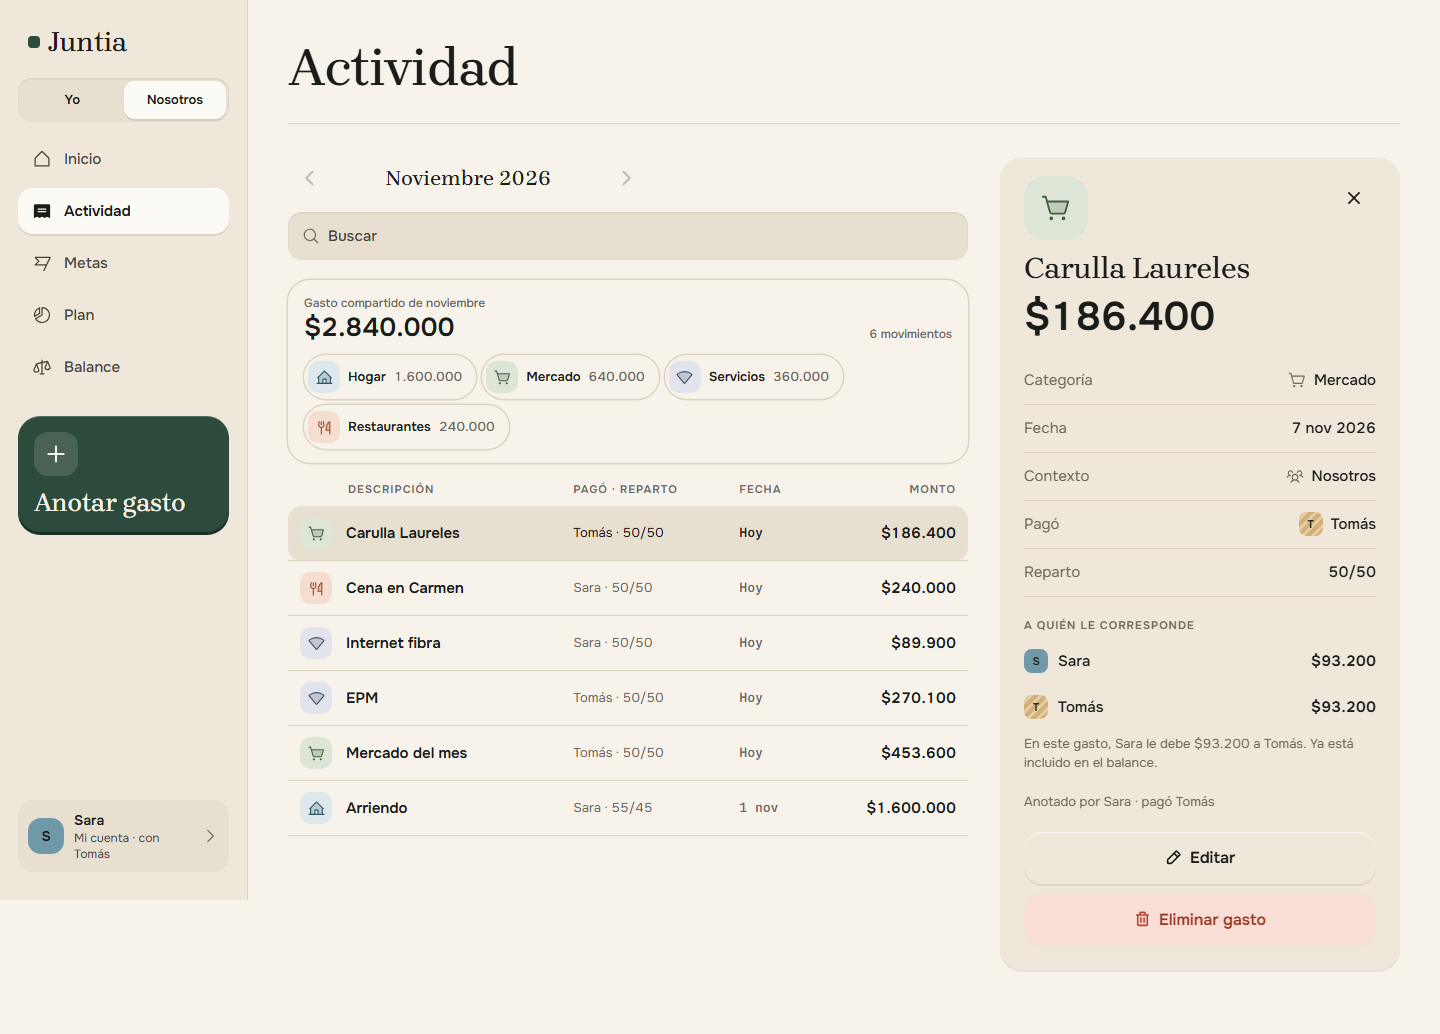 Juntia
Yo
Nosotros
Inicio
Actividad
Metas
Plan
Balance
Anotar gasto
S
Sara
Mi cuenta · con
Tomás
Actividad
Noviembre 2026
Buscar
Gasto compartido de noviembre
$2.840.000
6 movimientos
Hogar 1.600.000
Mercado 640.000
Servicios 360.000
Restaurantes 240.000
DESCRIPCIÓN PAGÓ · REPARTO FECHA MONTO
Carulla Laureles Tomás · 50/50 Hoy $186.400
Cena en Carmen Sara · 50/50 Hoy $240.000
Internet fibra Sara · 50/50 Hoy $89.900
EPM Tomás · 50/50 Hoy $270.100
Mercado del mes Tomás · 50/50 Hoy $453.600
Arriendo Sara · 55/45 1 nov $1.600.000
Carulla Laureles
$186.400
Categoría Mercado
Fecha 7 nov 2026
Contexto Nosotros
Pagó T Tomás
Reparto 50/50
A QUIÉN LE CORRESPONDE
S Sara $93.200
T Tomás $93.200
En este gasto, Sara le debe $93.200 a Tomás. Ya está
incluido en el balance.
Anotado por Sara · pagó Tomás
Editar
Eliminar gasto